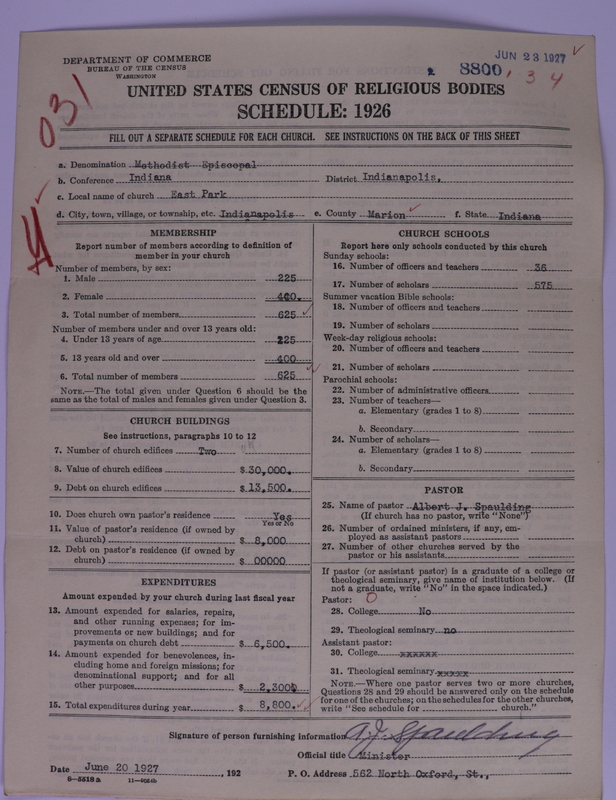 DEPARTMENT OF COMMERCE
BUREAU OF THE CENSUS
WASHINGTON
JUN 23 1927
2 8800, 34
031
UNITED STATES CENSUS OF RELIGIOUS BODIES
SCHEDULE: 1926
FILL OUT A SEPARATE SCHEDULE FOR EACH CHURCH. SEE INSTRUCTIONS ON THE BACK OF THIS SHEET
a. Denomination Methodist Episcopal
b. Conference Indiana District Indianapolis,
c. Local name of church East Park
d. City, town, village, or township, etc. Indianapolis e. County Marion f. State Indiana
MEMBERSHIP
Report number of members according to definition of
member in your church
Number of members, by sex:
1. Male 225
2. Female 400.
3. Total number of members 625
Number of members under and over 13 years old:
4. Under 13 years of age 225
5. 13 years old and over 400
6. Total number of members 625
NOTE.—The total given under Question 6 should be
the same as the total of males and females given under Question 3.
CHURCH BUILDINGS
See instructions, paragraphs 10 to 12
7. Number of church edifices Two
8. Value of church edifices $ 30,000.
9. Debt on church edifices $ 13,500.
10. Does church own pastor's residence Yes
Yes or No
11. Value of pastor's residence (if owned by
church) $ 8,000
12. Debt on pastor's residence (if owned by
church) $ 00000
EXPENDITURES
Amount expended by your church during last fiscal year
13. Amount expended for salaries, repairs,
and other running expenses; for im-
provements or new buildings; and for
payments on church debt $ 6,500.
14. Amount expended for benevolences, in-
cluding home and foreign missions; for
denominational support; and for all
other purposes $ 2,300
15. Total expenditures during year $ 8,800.
CHURCH SCHOOLS
Report here only schools conducted by this church
Sunday schools:
16. Number of officers and teachers 36
17. Number of scholars 575
Summer vacation Bible schools:
18. Number of officers and teachers
19. Number of scholars
Week-day religious schools:
20. Number of officers and teachers
21. Number of scholars
Parochial schools:
22. Number of administrative officers
23. Number of teachers—
a. Elementary (grades 1 to 8)
b. Secondary
24. Number of scholars—
a. Elementary (grades 1 to 8)
b. Secondary
PASTOR
25. Name of pastor Albert J. Spaulding
(If church has no pastor, write "None")
26. Number of ordained ministers, if any, em-
ployed as assistant pastors
27. Number of other churches served by the
pastor or his assistants
If pastor (or assistant pastor) is a graduate of a college or
theological seminary, give name of institution below. (If
not a graduate, write "No" in the space indicated.)
Pastor: 0
28. College No
29. Theological seminary no
Assistant pastor:
30. College xxxxxx
31. Theological seminary xxxxx
NOTE.—Where one pastor serves two or more churches,
Questions 28 and 29 should be answered only on the schedule
for one of the churches; on the schedules for the other churches,
write "See schedule for church."
Signature of person furnishing information A.J. Spaulding
Official title Minister
Date June 20 1927, 192 P. O. Address 562 North Oxford, St.,
8—5518a 11—9054b